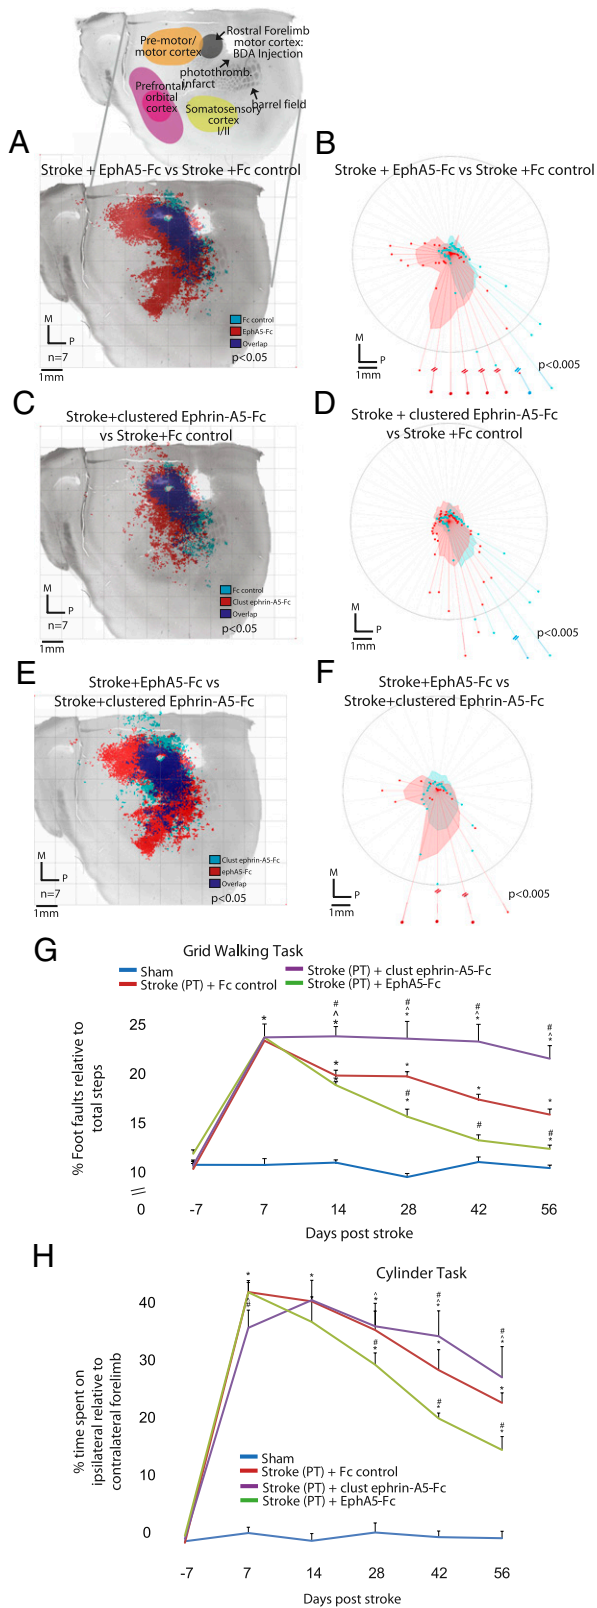 Rostral Forelimb
motor cortex:
BDA Injection
Pre-motor/
motor cortex
photothromb.
infarct
Prefrontal/
orbital
cortex
Somatosensory
cortex
I/II
barrel field
A
Stroke + EphA5-Fc vs Stroke +Fc control
M
P
n=7
1mm
Fc control
EphA5-Fc
Overlap
p<0.05
B
Stroke + EphA5-Fc vs Stroke +Fc control
M
P
1mm
p<0.005
C
Stroke+clustered Ephrin-A5-Fc
vs Stroke+Fc control
M
P
n=7
1mm
Fc control
Clust ephrin-A5-Fc
Overlap
p<0.05
D
Stroke + clustered Ephrin-A5-Fc
vs Stroke +Fc control
M
P
1mm
p<0.005
E
Stroke+EphA5-Fc vs
Stroke+clustered Ephrin-A5-Fc
M
P
n=7
1mm
Clust ephrin-A5-Fc
ephA5-Fc
Overlap
p<0.05
F
Stroke+EphA5-Fc vs
Stroke+clustered Ephrin-A5-Fc
M
P
1mm
p<0.005
G
Grid Walking Task
Sham
Stroke (PT) + Fc control
Stroke (PT) + clust ephrin-A5-Fc
Stroke (PT) + EphA5-Fc
% Foot faults relative to
total steps
25
20
15
10
0
-7 7 14 28 42 56
Days post stroke
H
Cylinder Task
% time spent on
ipsilateral relative to
contralateral forelimb
40
30
20
10
0
Sham
Stroke (PT) + Fc control
Stroke (PT) + clust ephrin-A5-Fc
Stroke (PT) + EphA5-Fc
-7 7 14 28 42 56
Days post stroke